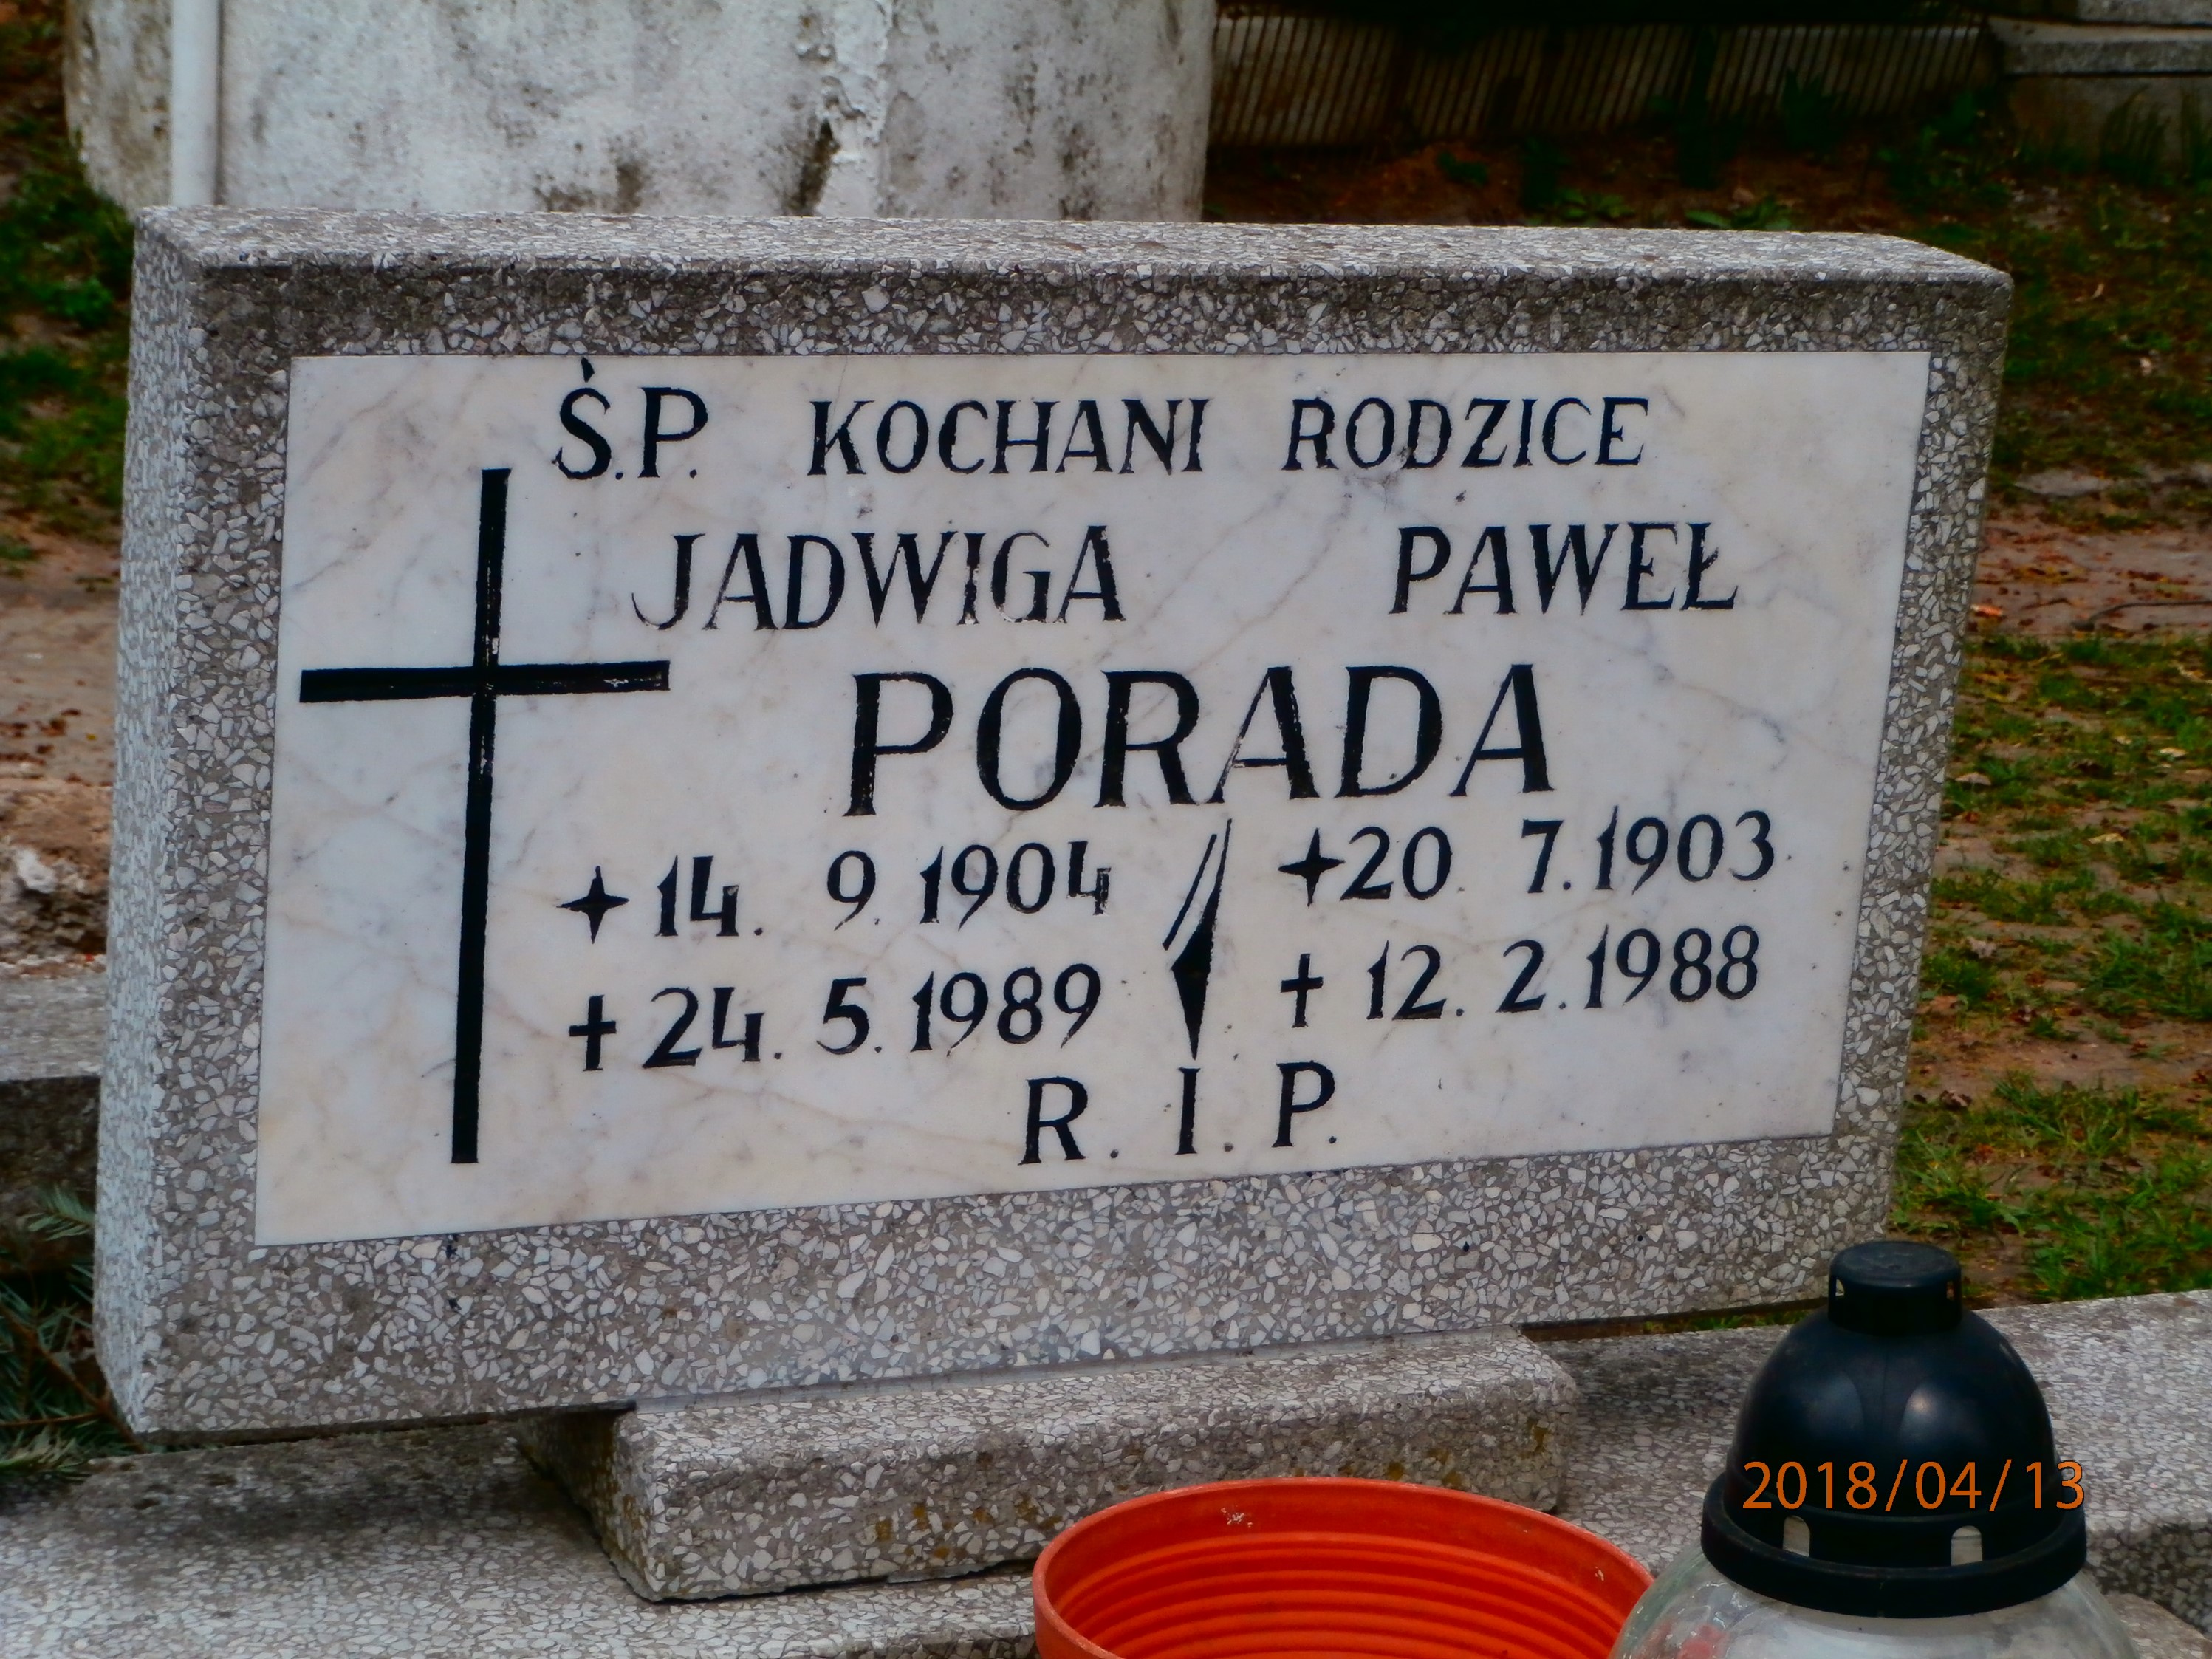 Ś.P. KOCHANI RODZICE
JADWIGA PAWEŁ
PORADA
14. 9. 1904 20 7. 1903
+ 24. 5. 1989 + 12. 2. 1988
R. I. P.
2018/04/13